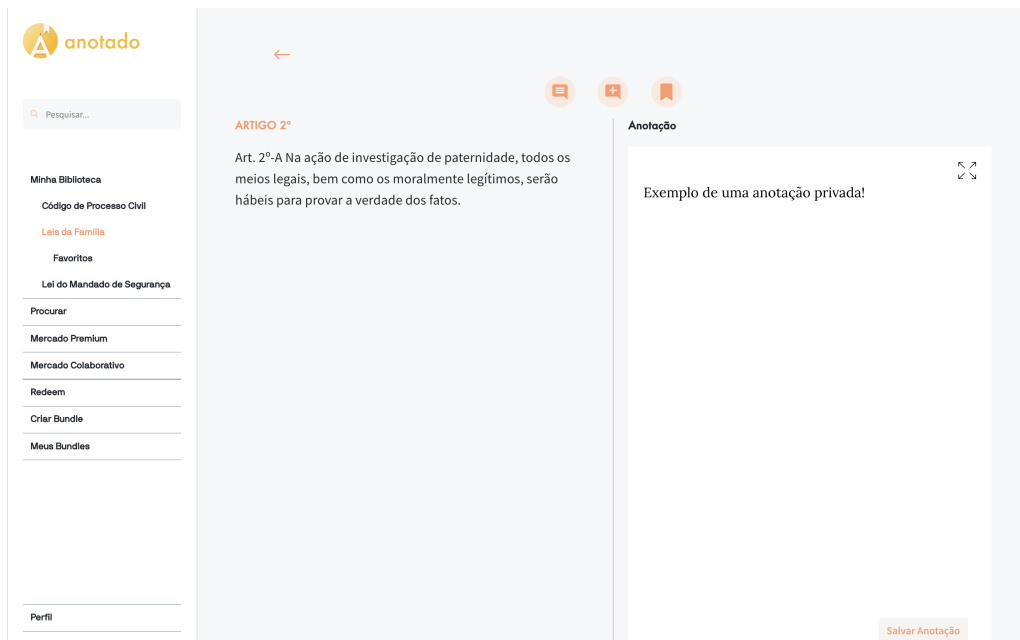 anotado
Pesquisar...
Minha Biblioteca
Código de Processo Civil
Leis da Família
Favoritos
Lei do Mandado de Segurança
Procurar
Mercado Premium
Mercado Colaborativo
Redeem
Criar Bundle
Meus Bundles
Perfil
ARTIGO 2º
Art. 2º-A Na ação de investigação de paternidade, todos os
meios legais, bem como os moralmente legítimos, serão
hábeis para provar a verdade dos fatos.
Anotação
Exemplo de uma anotação privada!
Salvar Anotação